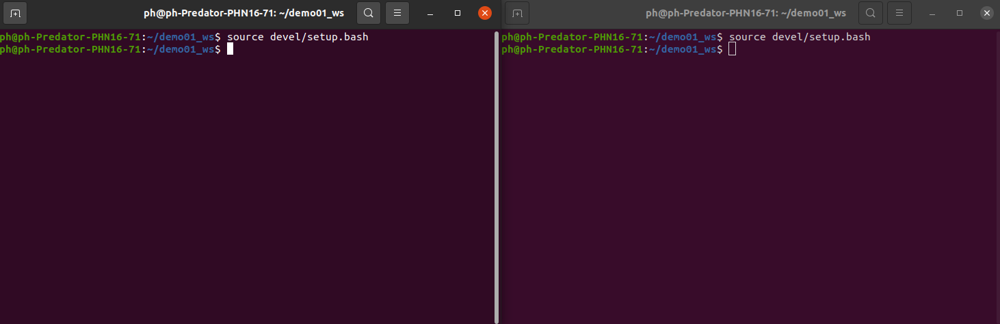 ph@ph-Predator-PHN16-71: ~/demo01_ws
ph@ph-Predator-PHN16-71:~/demo01_ws$ source devel/setup.bash
ph@ph-Predator-PHN16-71:~/demo01_ws$
ph@ph-Predator-PHN16-71: ~/demo01_ws
ph@ph-Predator-PHN16-71:~/demo01_ws$ source devel/setup.bash
ph@ph-Predator-PHN16-71:~/demo01_ws$